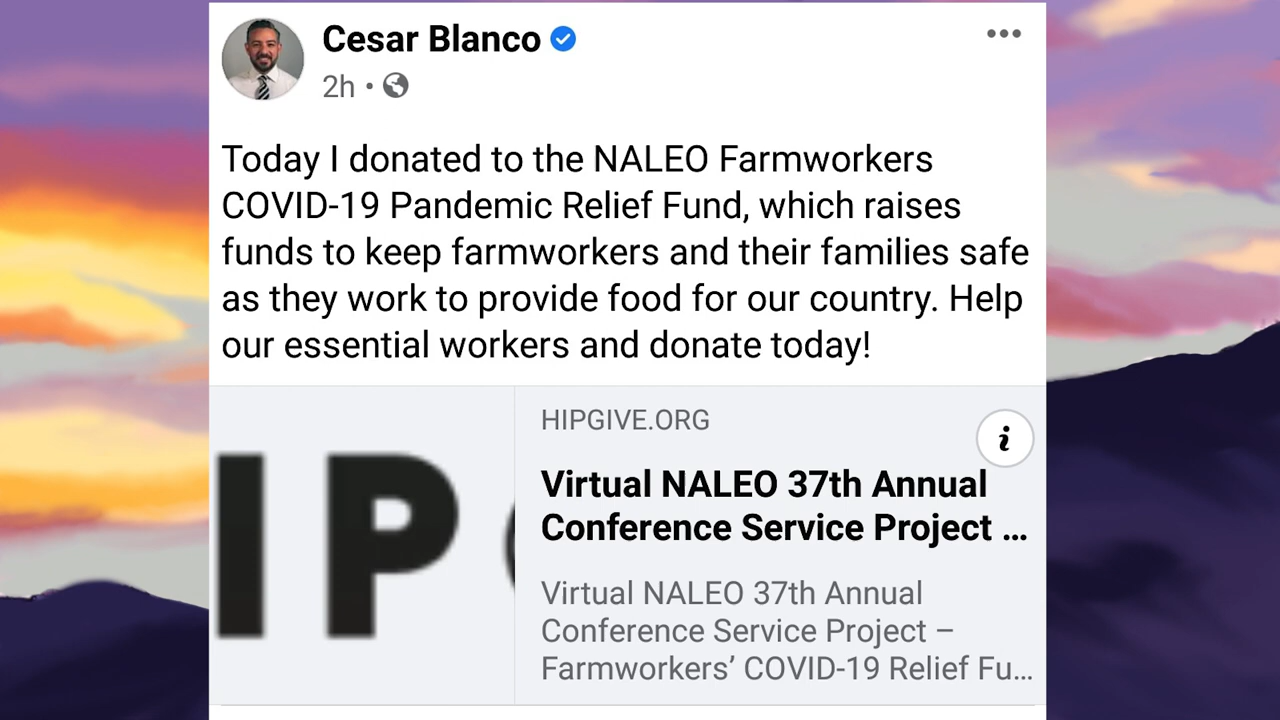 Cesar Blanco
2h •
Today I donated to the NALEO Farmworkers
COVID-19 Pandemic Relief Fund, which raises
funds to keep farmworkers and their families safe
as they work to provide food for our country. Help
our essential workers and donate today!
IP
HIPGIVE.ORG
i
Virtual NALEO 37th Annual
Conference Service Project ...
Virtual NALEO 37th Annual
Conference Service Project –
Farmworkers’ COVID-19 Relief Fu...